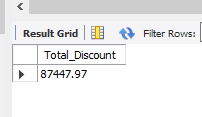 Result Grid Filter Rows:
Total_Discount
87447.97